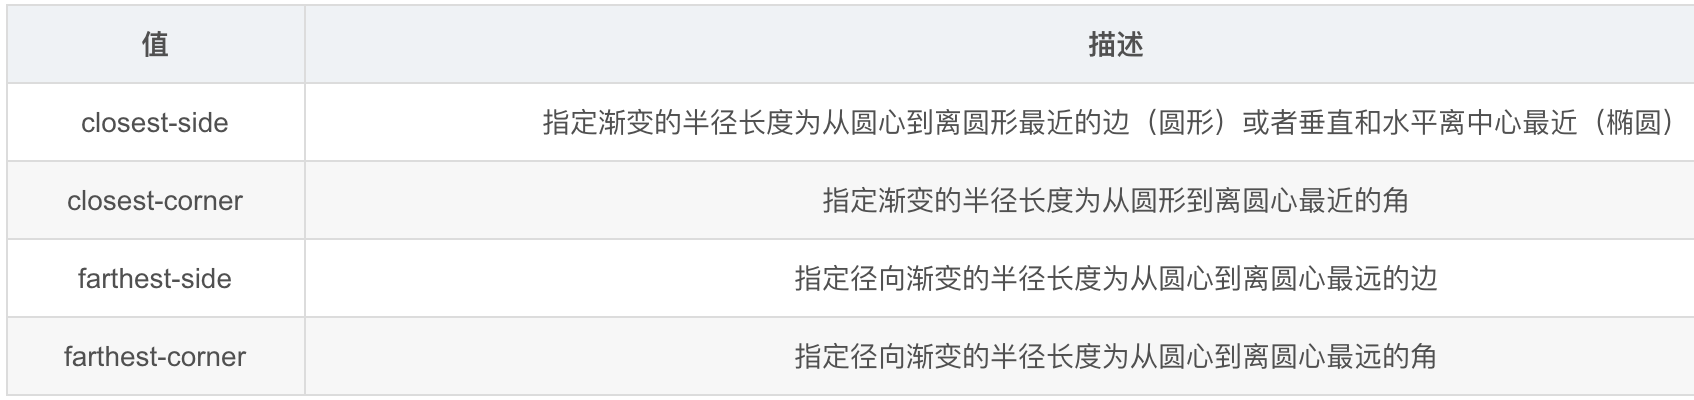 值 描述
closest-side 指定渐变的半径长度为从圆心到离圆形最近的边（圆形）或者垂直和水平离中心最近（椭圆）
closest-corner 指定渐变的半径长度为从圆形到离圆心最近的角
farthest-side 指定径向渐变的半径长度为从圆心到离圆心最远的边
farthest-corner 指定径向渐变的半径长度为从圆心到离圆心最远的角